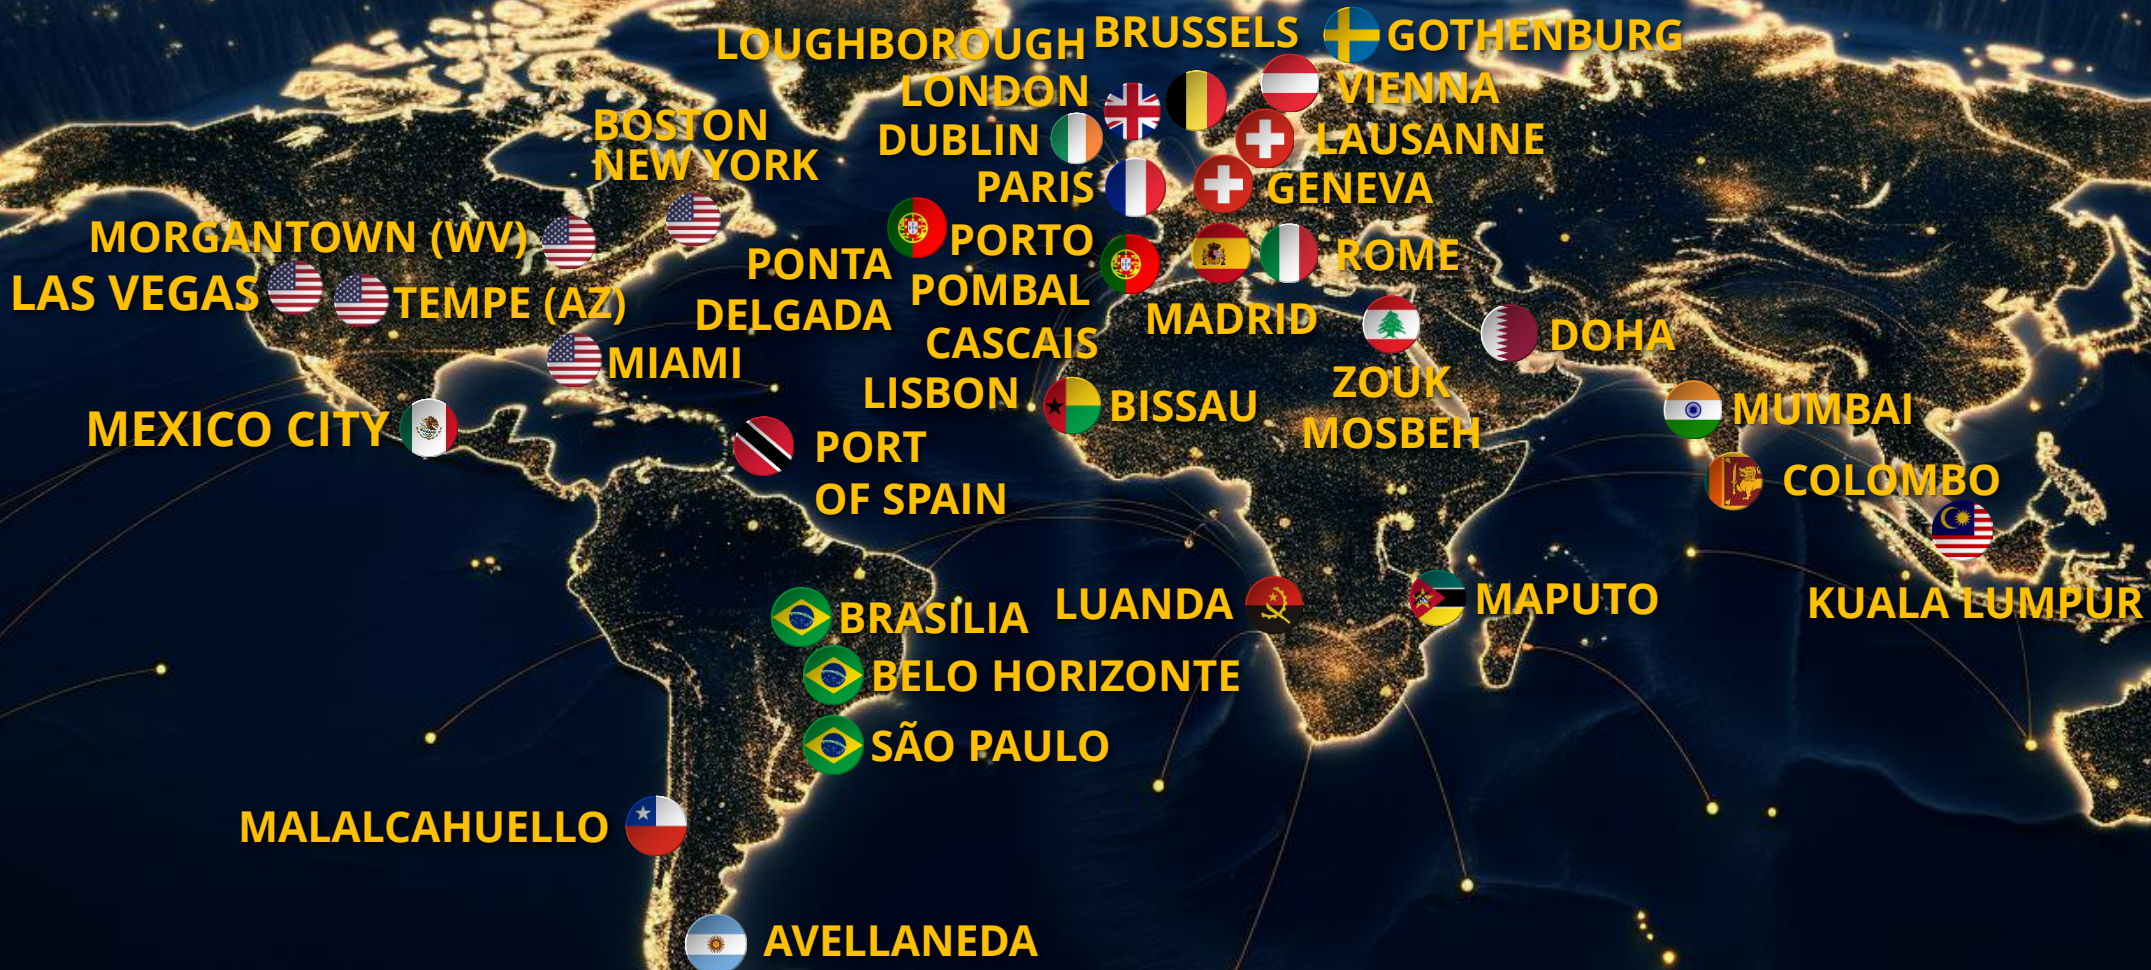 LOUGHBOROUGH
BRUSSELS
GOTHENBURG
LONDON
VIENNA
BOSTON
NEW YORK
DUBLIN
LAUSANNE
PARIS
GENEVA
MORGANTOWN (WV)
PORTO
ROME
PONTA
DELGADA
LAS VEGAS
TEMPE (AZ)
POMBAL
MADRID
DOHA
CASCAIS
MIAMI
LISBON
BISSAU
ZOUK
MOSBEH
MUMBAI
MEXICO CITY
PORT
OF SPAIN
COLOMBO
BRASILIA
LUANDA
MAPUTO
KUALA LUMPUR
BELO HORIZONTE
SÃO PAULO
MALALCAHUELLO
AVELLANEDA